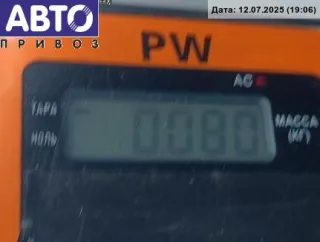 АВТО
ПРИВОЗ
Дата: 12.07.2025 (19:06)
PW
AC
ТАРА
НОЛЬ
0.080
МАССА
(КГ)